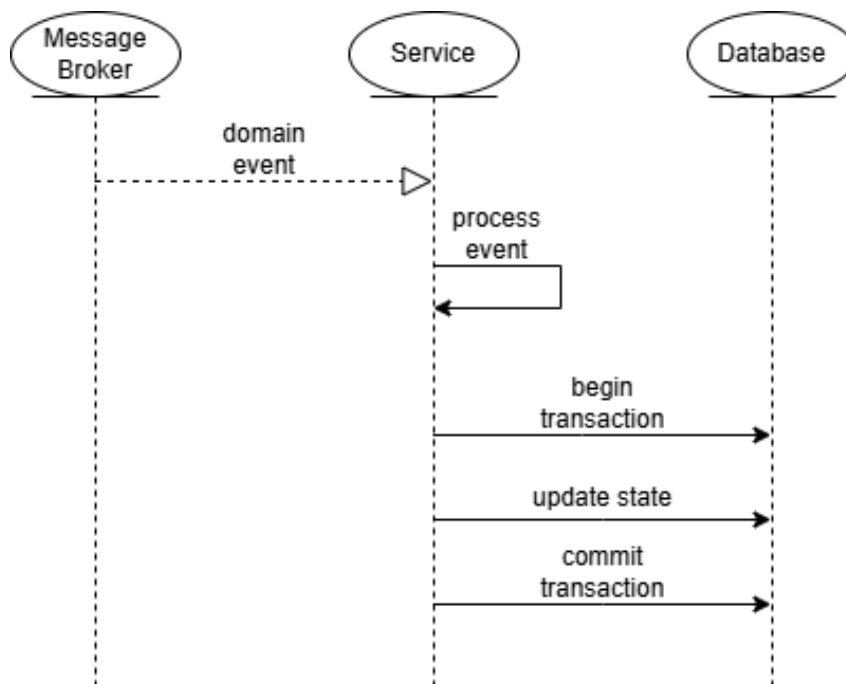 Message
Broker
Service
Database
domain
event
process
event
begin
transaction
update state
commit
transaction